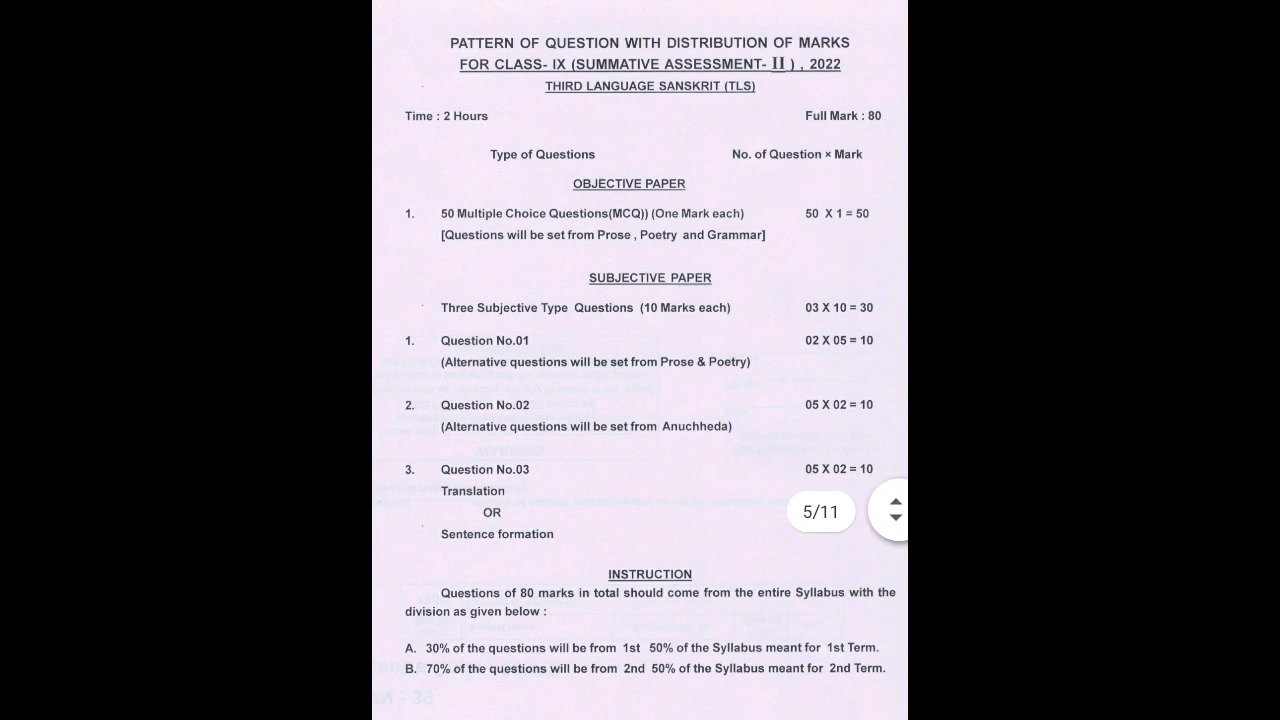 PATTERN OF QUESTION WITH DISTRIBUTION OF MARKS
FOR CLASS- IX (SUMMATIVE ASSESSMENT- II ) , 2022
THIRD LANGUAGE SANSKRIT (TLS)
Time : 2 Hours Full Mark : 80
Type of Questions No. of Question × Mark
OBJECTIVE PAPER
1. 50 Multiple Choice Questions(MCQ)) (One Mark each) 50 X 1 = 50
[Questions will be set from Prose , Poetry and Grammar]
SUBJECTIVE PAPER
Three Subjective Type Questions (10 Marks each) 03 X 10 = 30
1. Question No.01 02 X 05 = 10
(Alternative questions will be set from Prose & Poetry)
2. Question No.02 05 X 02 = 10
(Alternative questions will be set from Anuchheda)
3. Question No.03 05 X 02 = 10
Translation
OR
Sentence formation
5/11
INSTRUCTION
Questions of 80 marks in total should come from the entire Syllabus with the
division as given below :
A. 30% of the questions will be from 1st 50% of the Syllabus meant for 1st Term.
B. 70% of the questions will be from 2nd 50% of the Syllabus meant for 2nd Term.